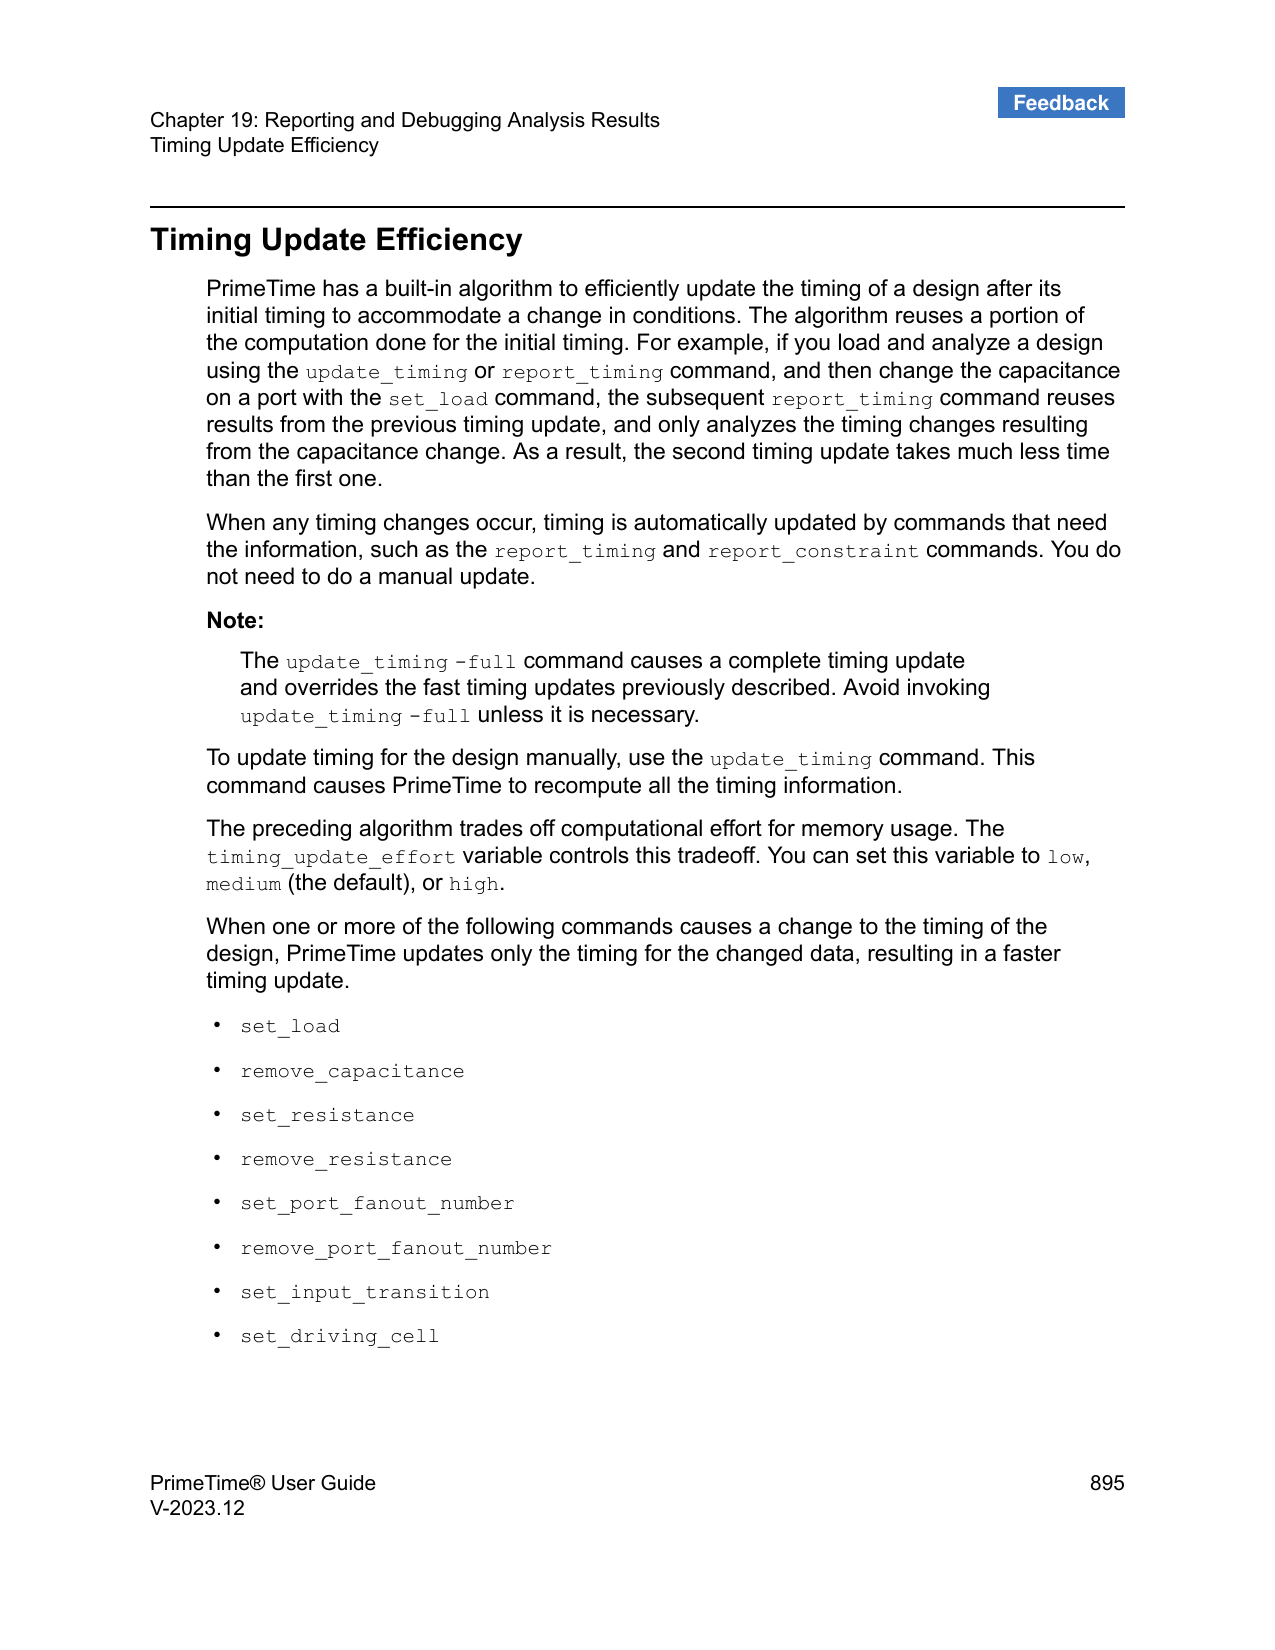 Feedback
Chapter 19: Reporting and Debugging Analysis Results
Timing Update Efficiency
Timing Update Efficiency
PrimeTime has a built-in algorithm to efficiently update the timing of a design after its
initial timing to accommodate a change in conditions. The algorithm reuses a portion of
the computation done for the initial timing. For example, if you load and analyze a design
using the update_timing or report_timing command, and then change the capacitance
on a port with the set_load command, the subsequent report_timing command reuses
results from the previous timing update, and only analyzes the timing changes resulting
from the capacitance change. As a result, the second timing update takes much less time
than the first one.
When any timing changes occur, timing is automatically updated by commands that need
the information, such as the report_timing and report_constraint commands. You do
not need to do a manual update.
Note:
The update_timing -full command causes a complete timing update
and overrides the fast timing updates previously described. Avoid invoking
update_timing -full unless it is necessary.
To update timing for the design manually, use the update_timing command. This
command causes PrimeTime to recompute all the timing information.
The preceding algorithm trades off computational effort for memory usage. The
timing_update_effort variable controls this tradeoff. You can set this variable to low,
medium (the default), or high.
When one or more of the following commands causes a change to the timing of the
design, PrimeTime updates only the timing for the changed data, resulting in a faster
timing update.
• set_load
• remove_capacitance
• set_resistance
• remove_resistance
• set_port_fanout_number
• remove_port_fanout_number
• set_input_transition
• set_driving_cell
PrimeTime® User Guide
895
V-2023.12